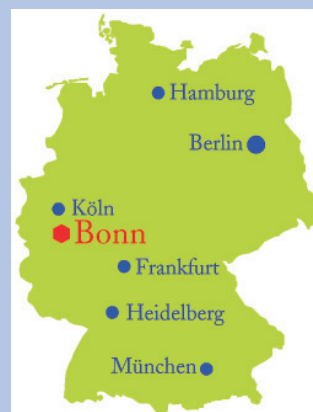 Hamburg
Berlin
Köln
Bonn
Frankfurt
Heidelberg
München